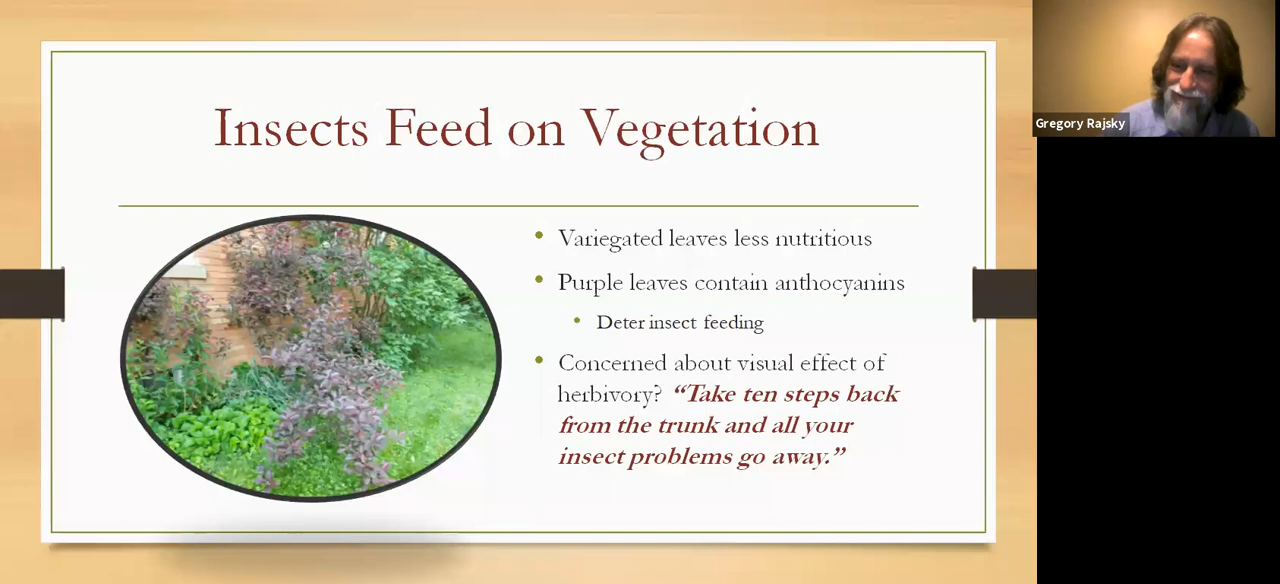 Insects Feed on Vegetation
Variegated leaves less nutritious
Purple leaves contain anthocyanins
Deter insect feeding
Concerned about visual effect of
herbivory? “Take ten steps back
from the trunk and all your
insect problems go away.”
Gregory Rajsky